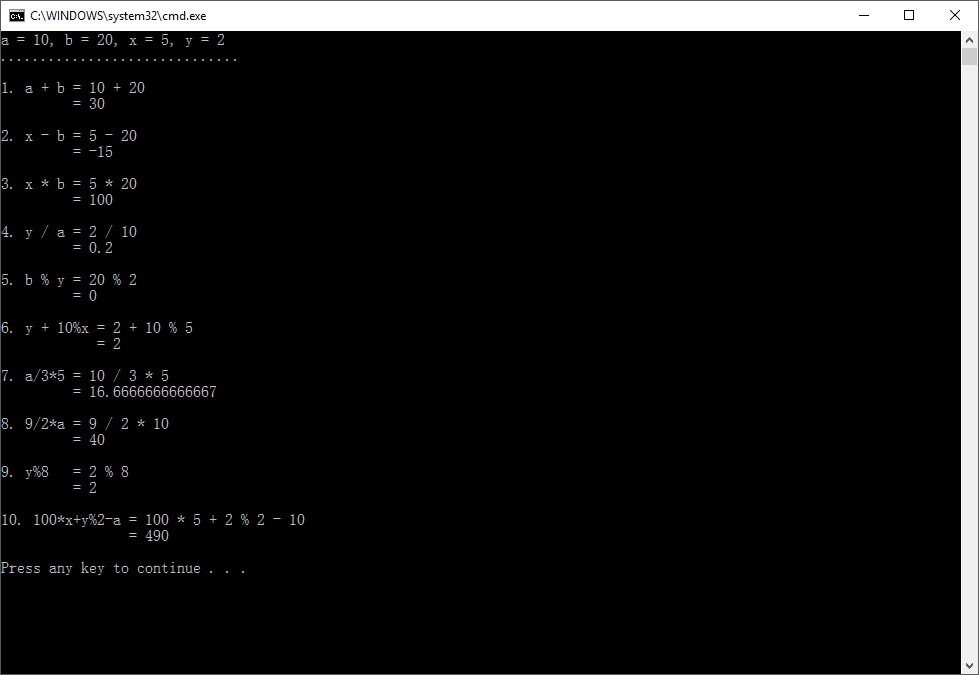 C:\WINDOWS\system32\cmd.exe
a = 10, b = 20, x = 5, y = 2
..............................
1. a + b = 10 + 20
= 30
2. x - b = 5 - 20
= -15
3. x * b = 5 * 20
= 100
4. y / a = 2 / 10
= 0.2
5. b % y = 20 % 2
= 0
6. y + 10%x = 2 + 10 % 5
= 2
7. a/3*5 = 10 / 3 * 5
= 16.6666666666667
8. 9/2*a = 9 / 2 * 10
= 40
9. y%8   = 2 % 8
= 2
10. 100*x+y%2-a = 100 * 5 + 2 % 2 - 10
= 490
Press any key to continue . . .